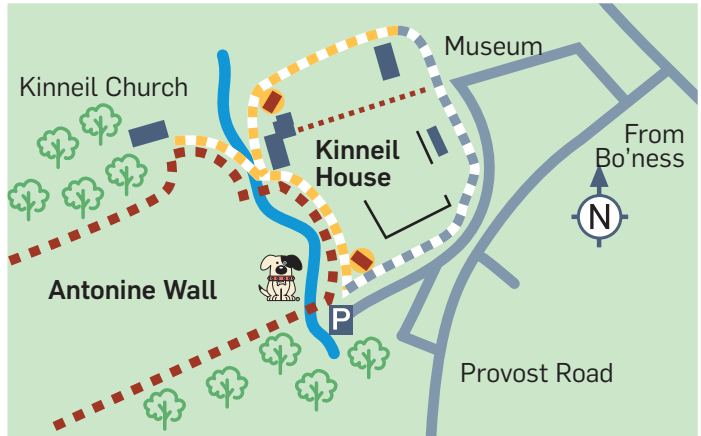 Museum
Kinneil Church
From
Bo'ness
Kinneil
House
N
Antonine Wall
P
Provost Road